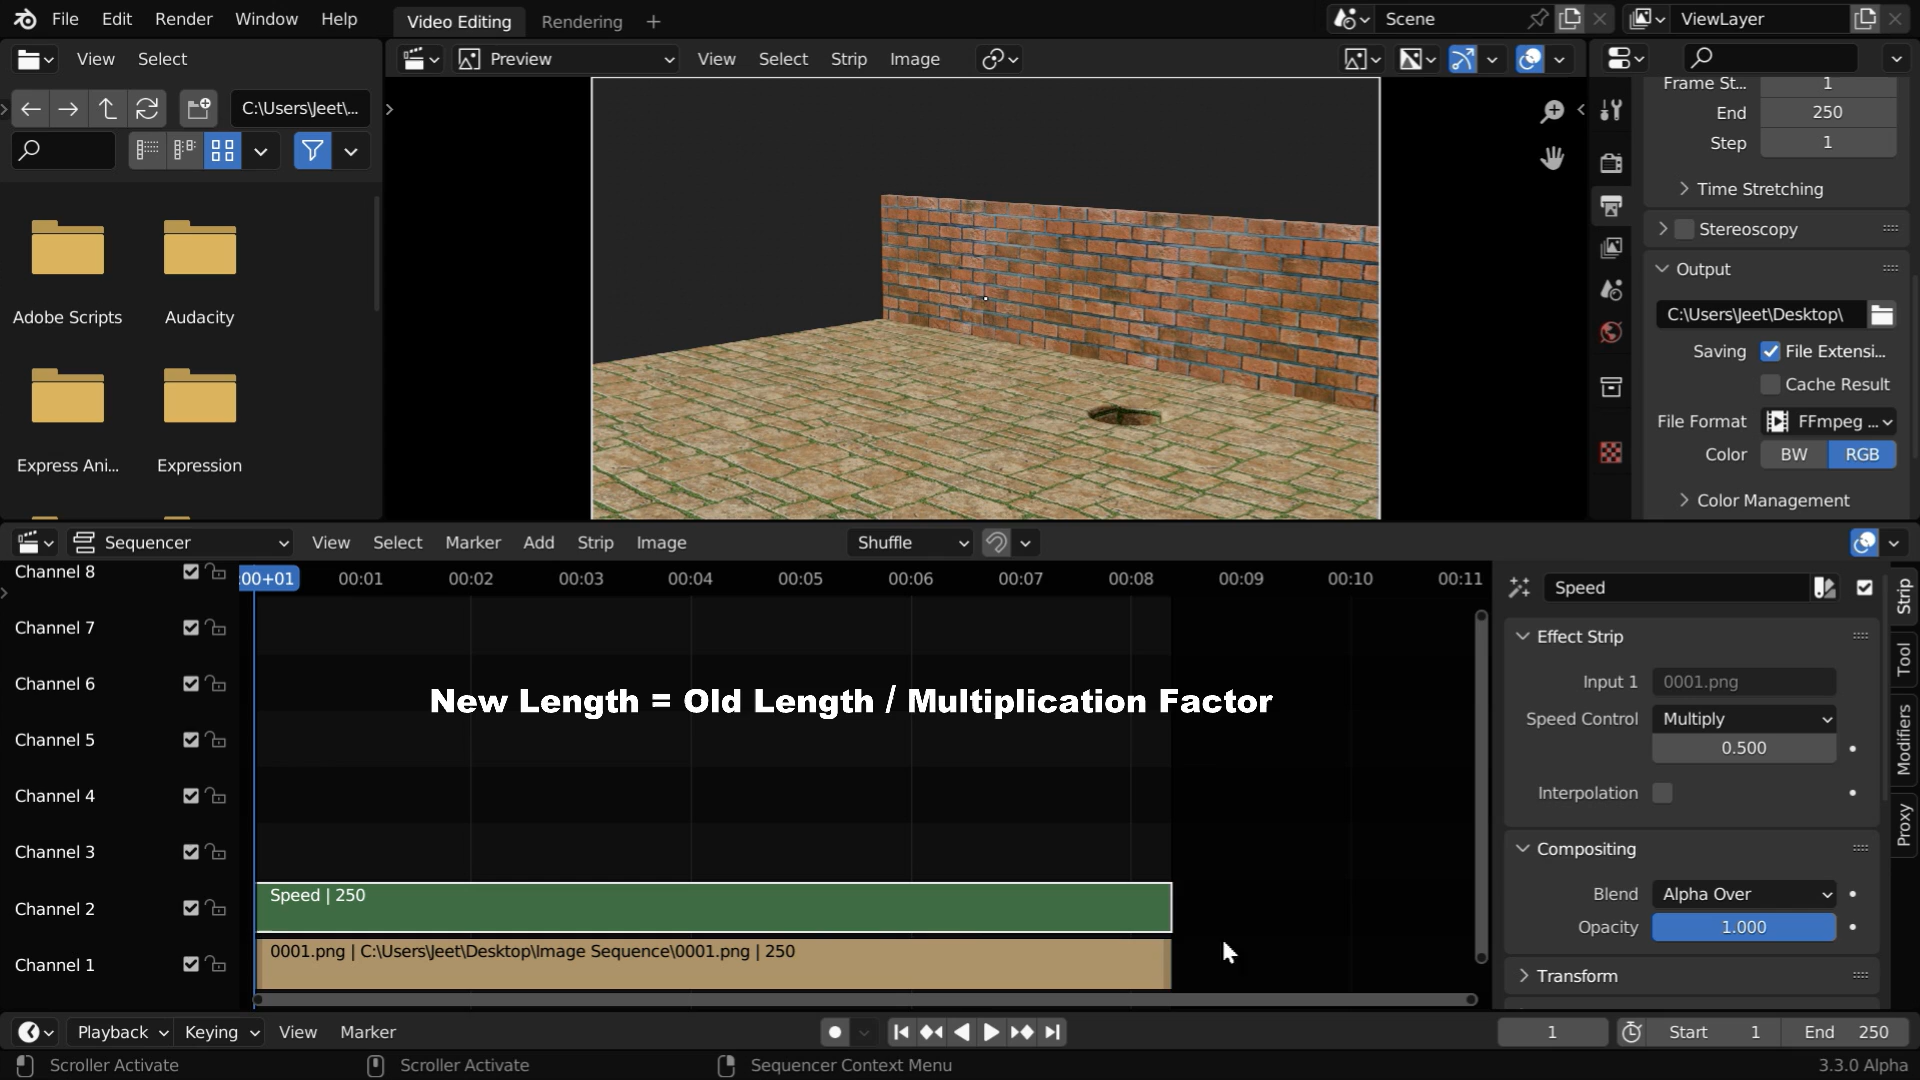 File Edit Render Window Help Video Editing Rendering + Scene ViewLayer
View Select Preview View Select Strip Image
C:\Users\Jeet\...
Adobe Scripts Audacity
Express Ani... Expression
Frame St... 1
End 250
Step 1
Time Stretching
Stereoscopy
Output
C:\Users\Jeet\Desktop\
Saving File Extensi...
Cache Result
File Format FFmpeg ...
Color BW RGB
Color Management
Sequencer View Select Marker Add Strip Image Shuffle
00+01 00:01 00:02 00:03 00:04 00:05 00:06 00:07 00:08 00:09 00:10 00:11
Channel 8
Channel 7
Channel 6
Channel 5
Channel 4
Channel 3
Channel 2
Channel 1
New Length = Old Length / Multiplication Factor
Speed | 250
0001.png | C:\Users\Jeet\Desktop\Image Sequence\0001.png | 250
Speed
Effect Strip
Input 1 0001.png
Speed Control Multiply
0.500
Interpolation
Compositing
Blend Alpha Over
Opacity 1.000
Transform
Strip
Tool
Modifiers
Proxy
Playback Keying View Marker 1 Start 1 End 250
Scroller Activate Scroller Activate Sequencer Context Menu 3.3.0 Alpha